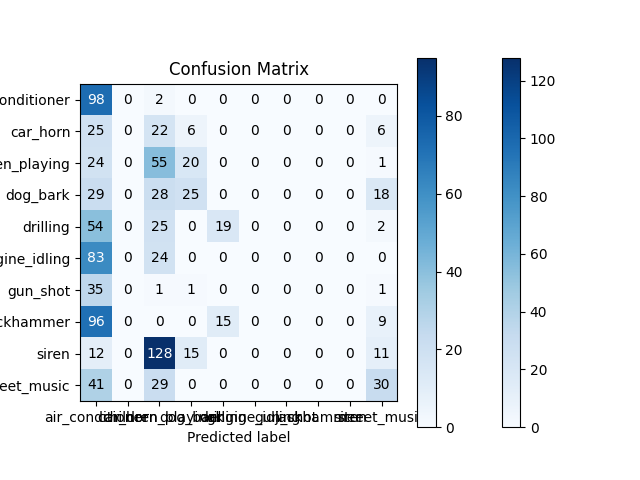 Confusion Matrix
onditioner 98 0 2 0 0 0 0 0 0 0
car_horn 25 0 22 6 0 0 0 0 0 6
en_playing 24 0 55 20 0 0 0 0 0 1
dog_bark 29 0 28 25 0 0 0 0 0 18
drilling 54 0 25 0 19 0 0 0 0 2
gine_idling 83 0 24 0 0 0 0 0 0 0
gun_shot 35 0 1 1 0 0 0 0 0 1
ckhammer 96 0 0 0 15 0 0 0 0 9
siren 12 0 128 15 0 0 0 0 0 11
eet_music 41 0 29 0 0 0 0 0 0 30
street_musi
Predicted label
80
60
40
20
0
120
100
80
60
40
20
0